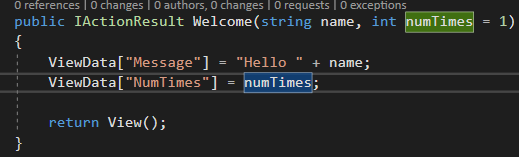 0 references | 0 changes | 0 authors, 0 changes | 0 requests | 0 exceptions
public IActionResult Welcome(string name, int numTimes = 1)
{
ViewData["Message"] = "Hello " + name;
ViewData["NumTimes"] = numTimes;
return View();
}